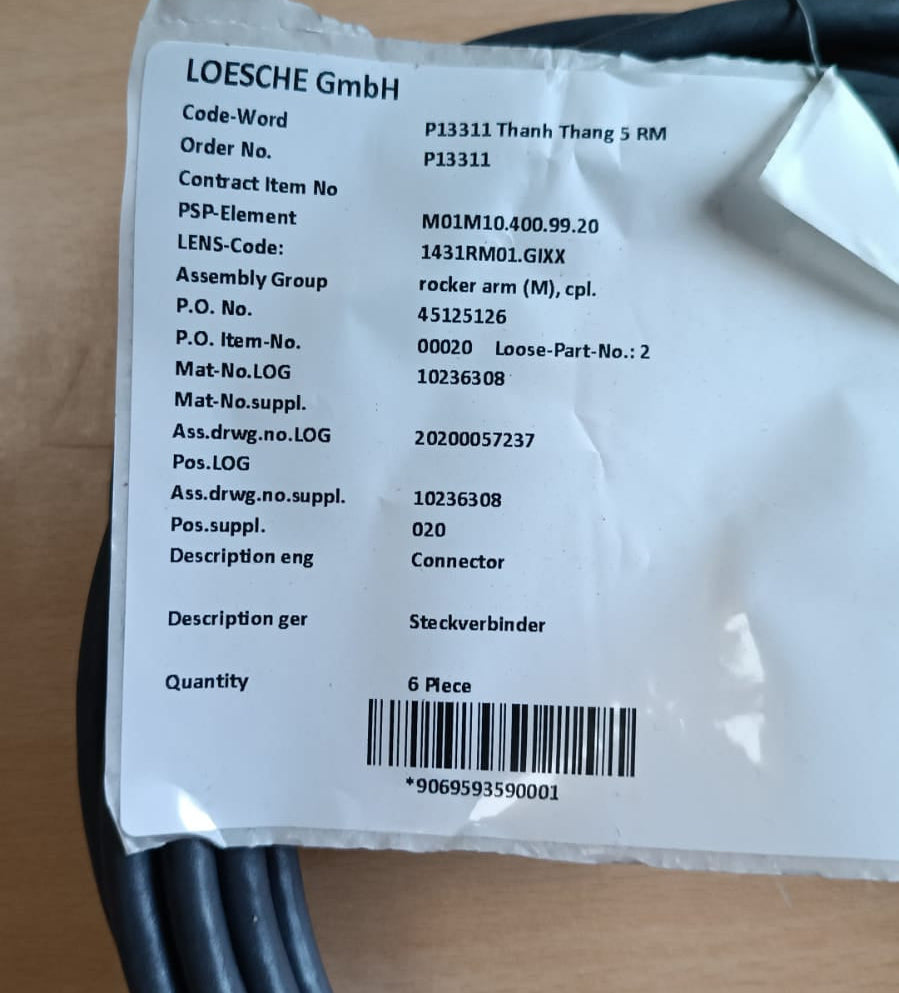 LOESCHE GmbH
Code-Word P13311 Thanh Thang 5 RM
Order No. P13311
Contract Item No
PSP-Element M01M10.400.99.20
LENS-Code: 1431RM01.GIXX
Assembly Group rocker arm (M), cpl.
P.O. No. 45125126
P.O. Item-No. 00020 Loose-Part-No.: 2
Mat-No.LOG 10236308
Mat-No.suppl.
Ass.drwg.no.LOG 20200057237
Pos.LOG
Ass.drwg.no.suppl. 10236308
Pos.suppl. 020
Description eng Connector
Description ger Steckverbinder
Quantity 6 Piece
*9069593590001